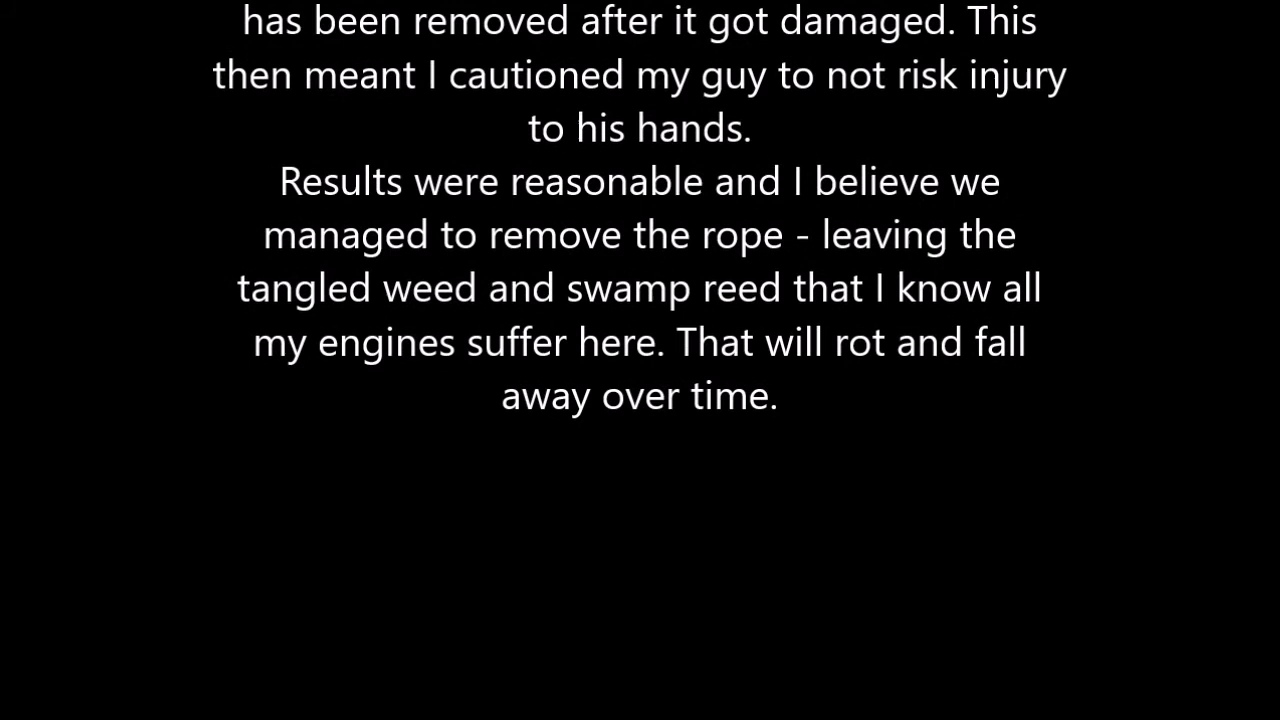 has been removed after it got damaged. This
then meant I cautioned my guy to not risk injury
to his hands.
Results were reasonable and I believe we
managed to remove the rope - leaving the
tangled weed and swamp reed that I know all
my engines suffer here. That will rot and fall
away over time.